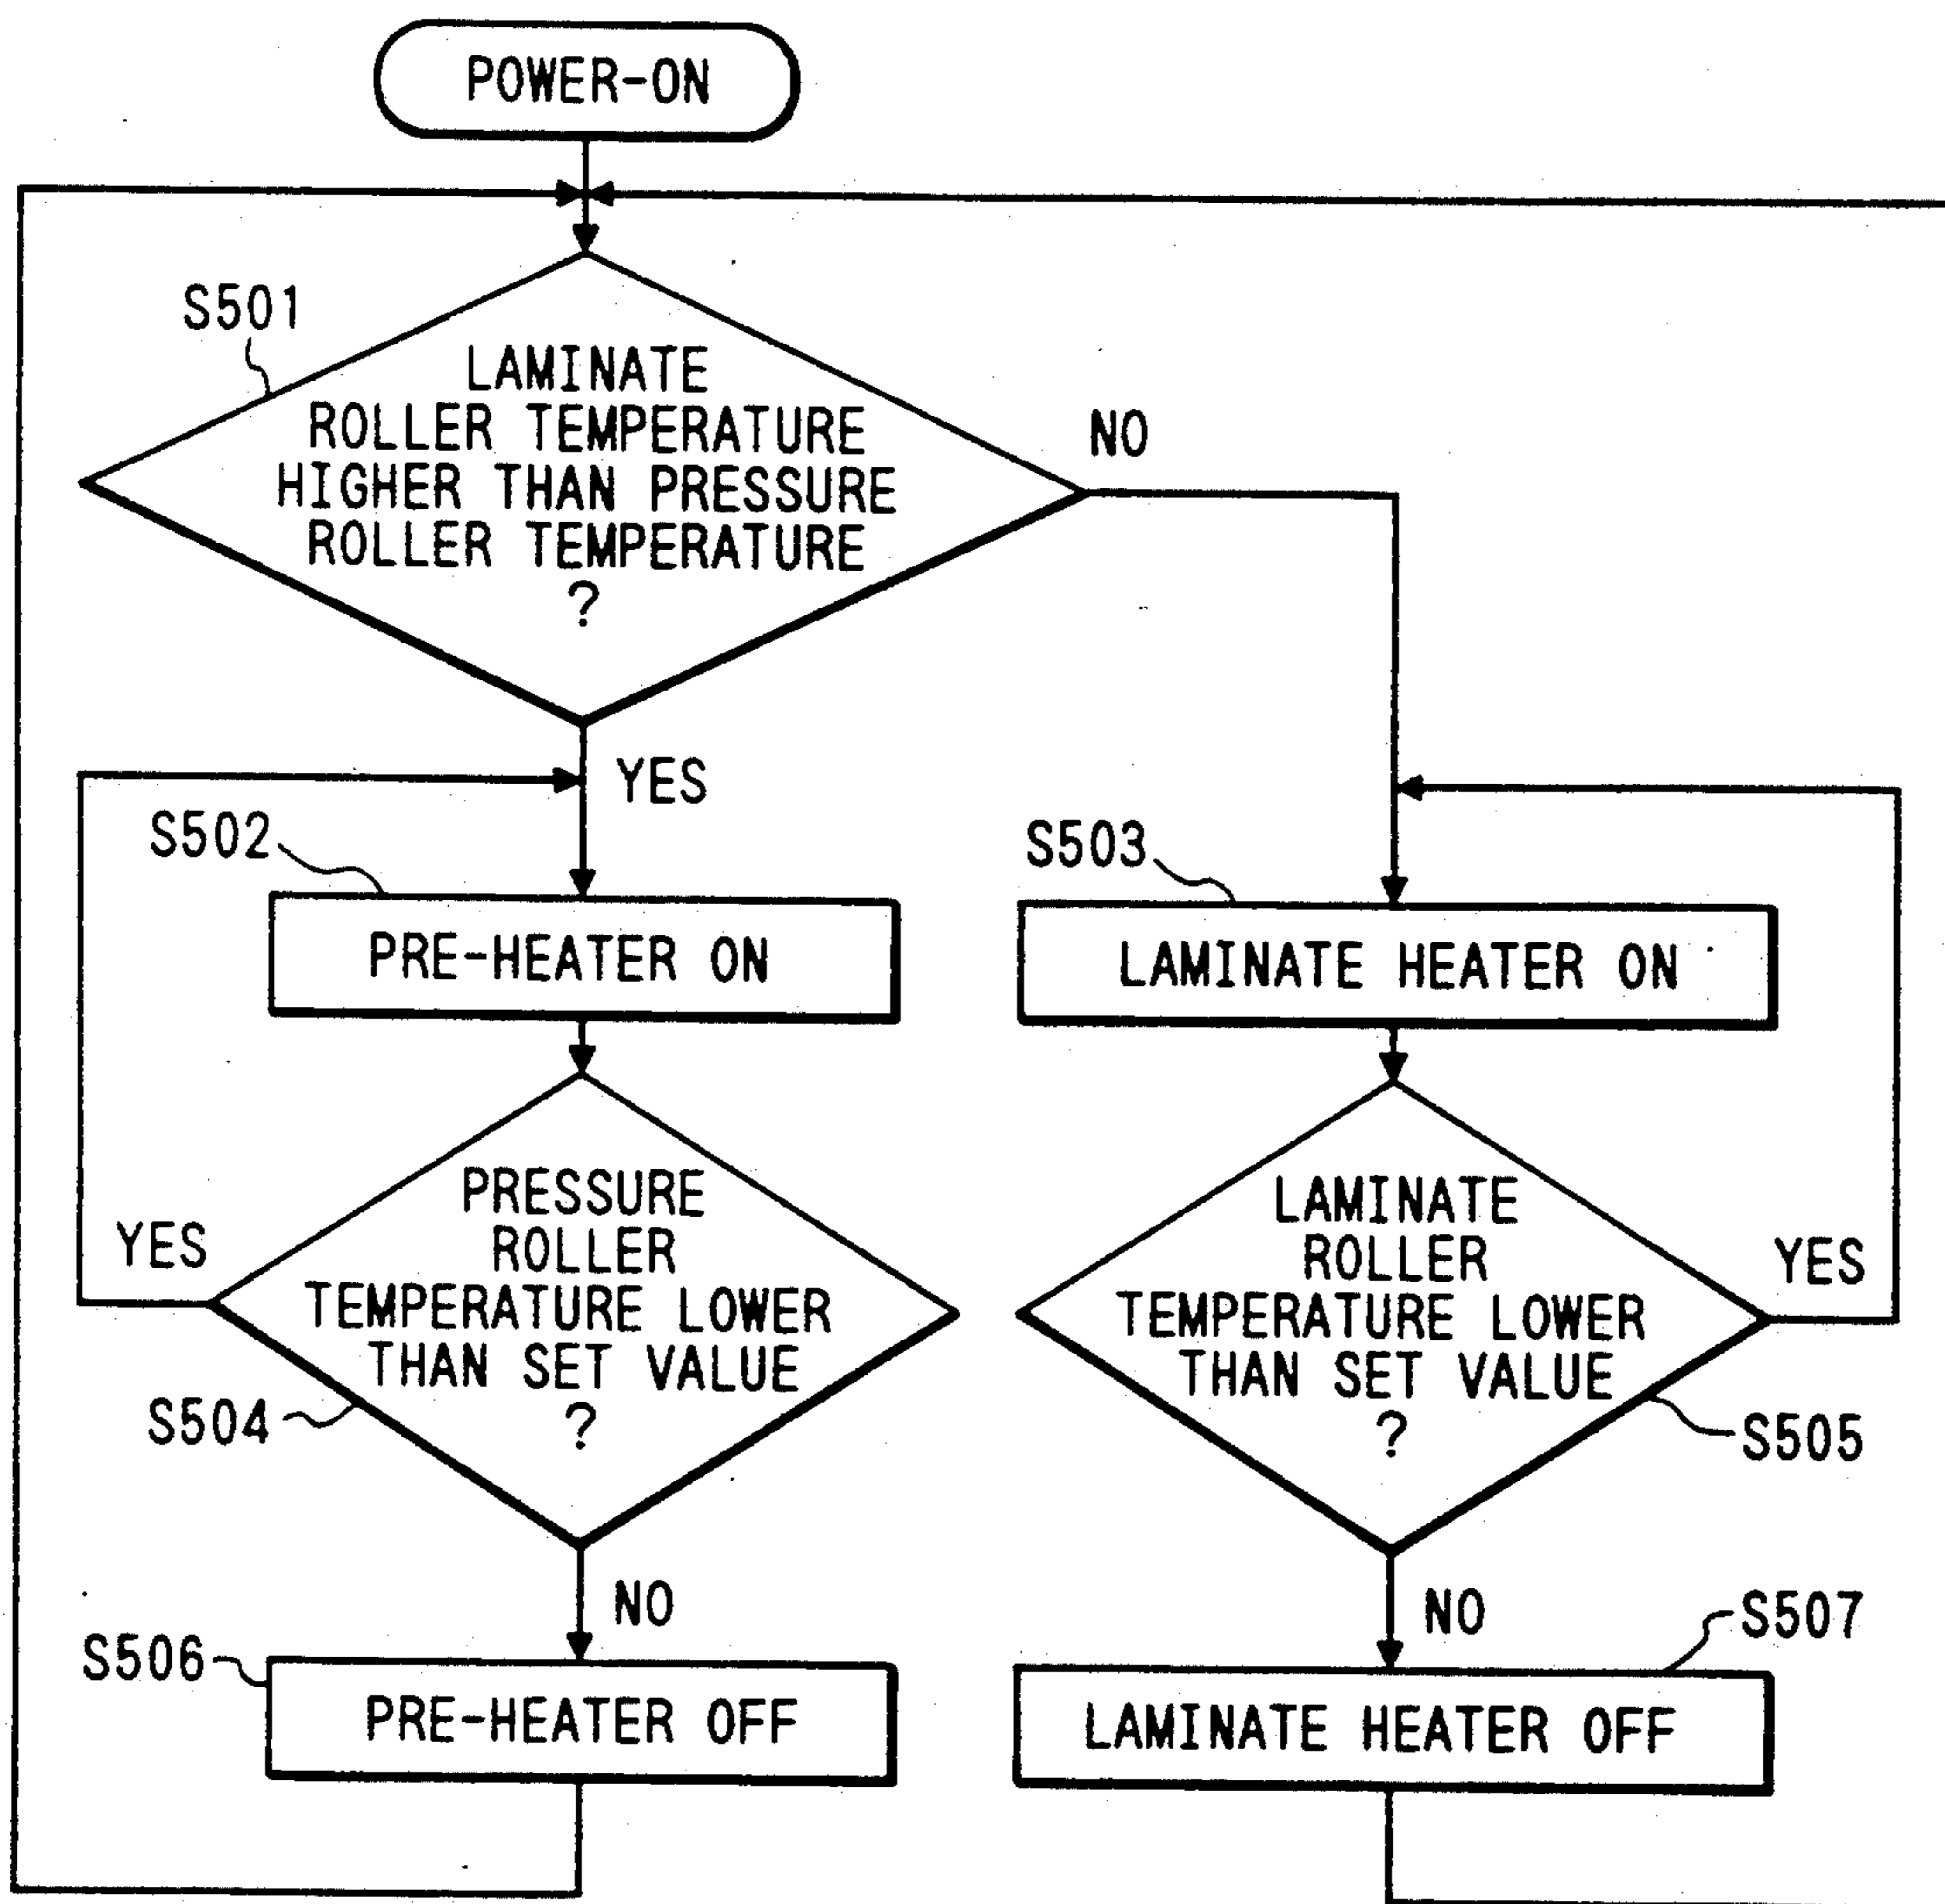 POWER-ON
S501
LAMINATE
ROLLER TEMPERATURE
HIGHER THAN PRESSURE
ROLLER TEMPERATURE
?
NO
YES
S502
PRE-HEATER ON
S503
LAMINATE HEATER ON
PRESSURE
ROLLER
TEMPERATURE LOWER
THAN SET VALUE
?
YES
S504
NO
LAMINATE
ROLLER
TEMPERATURE LOWER
THAN SET VALUE
?
YES
S505
NO
S506
PRE-HEATER OFF
S507
LAMINATE HEATER OFF